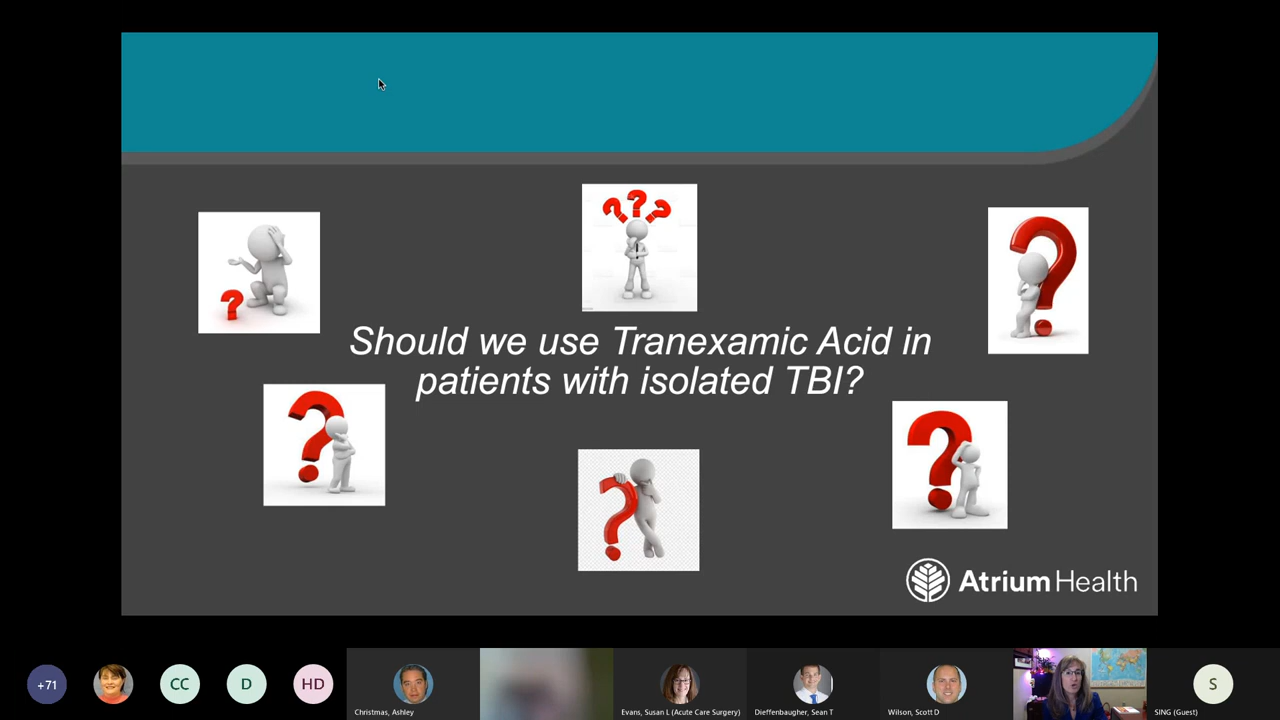 Should we use Tranexamic Acid in
patients with isolated TBI?
Atrium Health
+71
CC
D
HD
Christmas, Ashley
Evans, Susan L (Acute Care Surgery)
Dieffenbaugher, Sean T
Wilson, Scott D
S
SING (Guest)